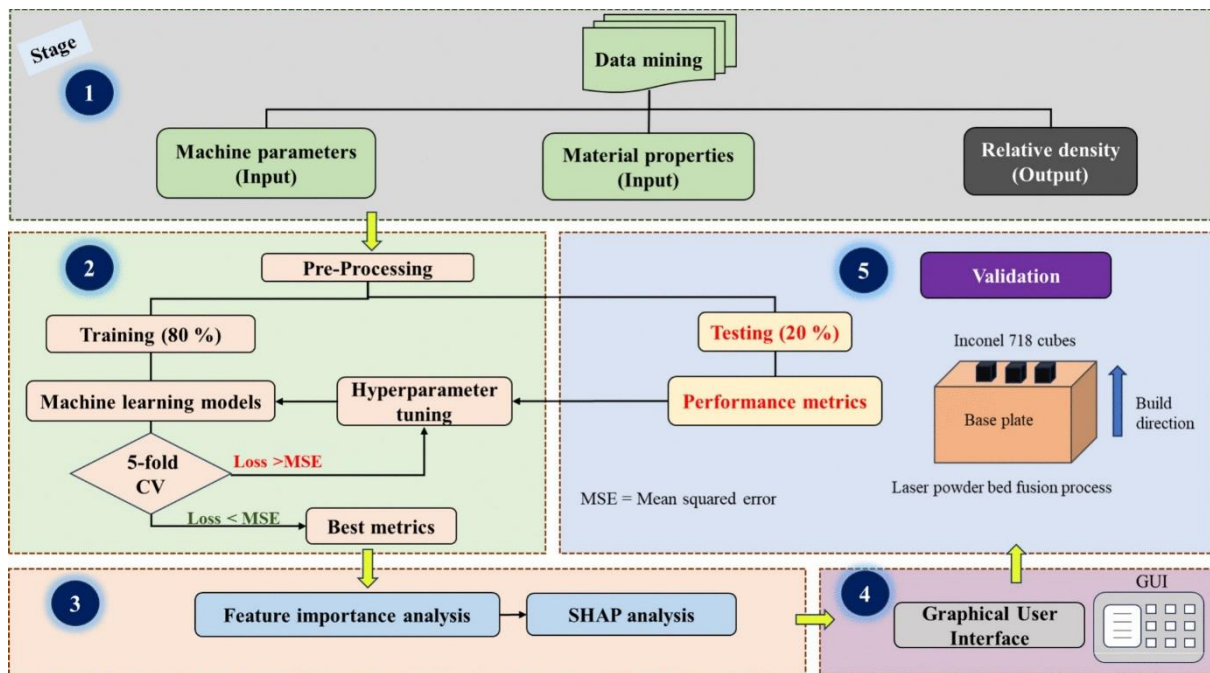 Stage
1
Data mining
Machine parameters
(Input)
Material properties
(Input)
Relative density
(Output)
2
Pre-Processing
Training (80 %)
Machine learning models
Hyperparameter
tuning
5-fold
CV
Loss >MSE
Loss < MSE
Best metrics
5
Validation
Testing (20 %)
Performance metrics
Inconel 718 cubes
Base plate
Build
direction
Laser powder bed fusion process
MSE = Mean squared error
3
Feature importance analysis
SHAP analysis
4
GUI
Graphical User
Interface